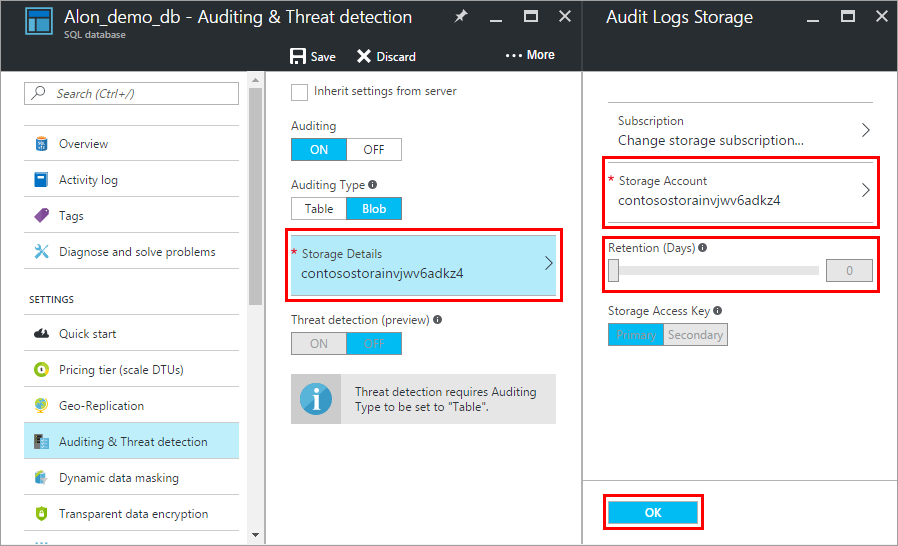 Alon_demo_db - Auditing & Threat detection
SQL database
Save
Discard
More
Search (Ctrl+/)
Overview
Activity log
Tags
Diagnose and solve problems
SETTINGS
Quick start
Pricing tier (scale DTUs)
Geo-Replication
Auditing & Threat detection
Dynamic data masking
Transparent data encryption
Inherit settings from server
Auditing
ON OFF
Auditing Type
Table Blob
* Storage Details
contosostorainvjwv6adkz4
Threat detection (preview)
ON OFF
Threat detection requires Auditing
Type to be set to "Table".
Audit Logs Storage
Subscription
Change storage subscription...
* Storage Account
contosostorainvjwv6adkz4
Retention (Days)
0
Storage Access Key
Primary Secondary
OK